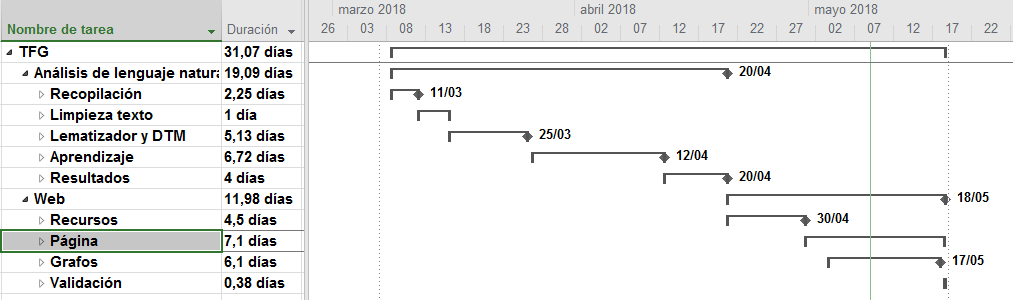 marzo 2018 abril 2018 mayo 2018
Nombre de tarea Duración 26 03 08 13 18 23 28 02 07 12 17 22 27 02 07 12 17 22
TFG 31,07 días
Análisis de lenguaje natura 19,09 días 20/04
Recopilación 2,25 días 11/03
Limpieza texto 1 día
Lematizador y DTM 5,13 días 25/03
Aprendizaje 6,72 días 12/04
Resultados 4 días 20/04
Web 11,98 días 18/05
Recursos 4,5 días 30/04
Página 7,1 días
Grafos 6,1 días 17/05
Validación 0,38 días